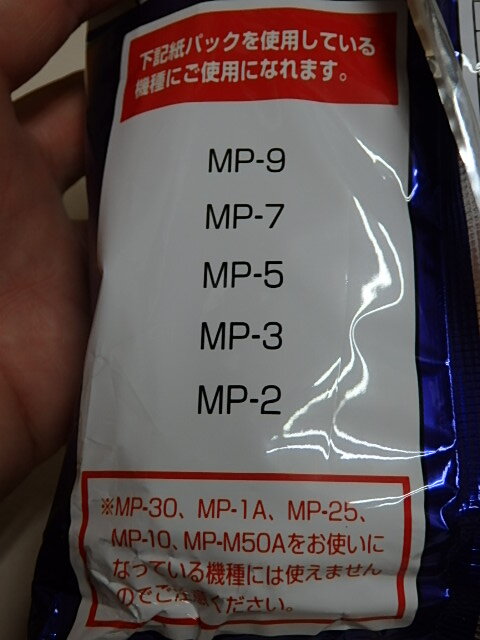 下記紙パックを使用している
機種にご使用になれます。
MP-9
MP-7
MP-5
MP-3
MP-2
※MP-30、MP-1A、MP-25、
MP-10、MP-M50Aをお使いに
なっている機種には使えません
のでご注意ください。